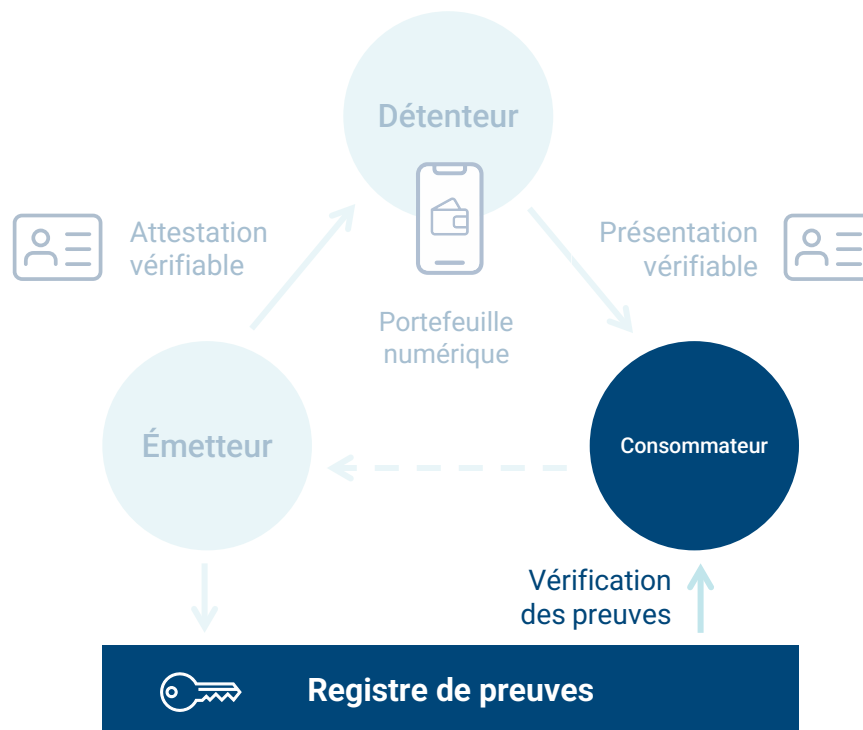 Détenteur
Attestation
vérifiable
Présentation
vérifiable
Portefeuille
numérique
Émetteur
Consommateur
Vérification
des preuves
Registre de preuves